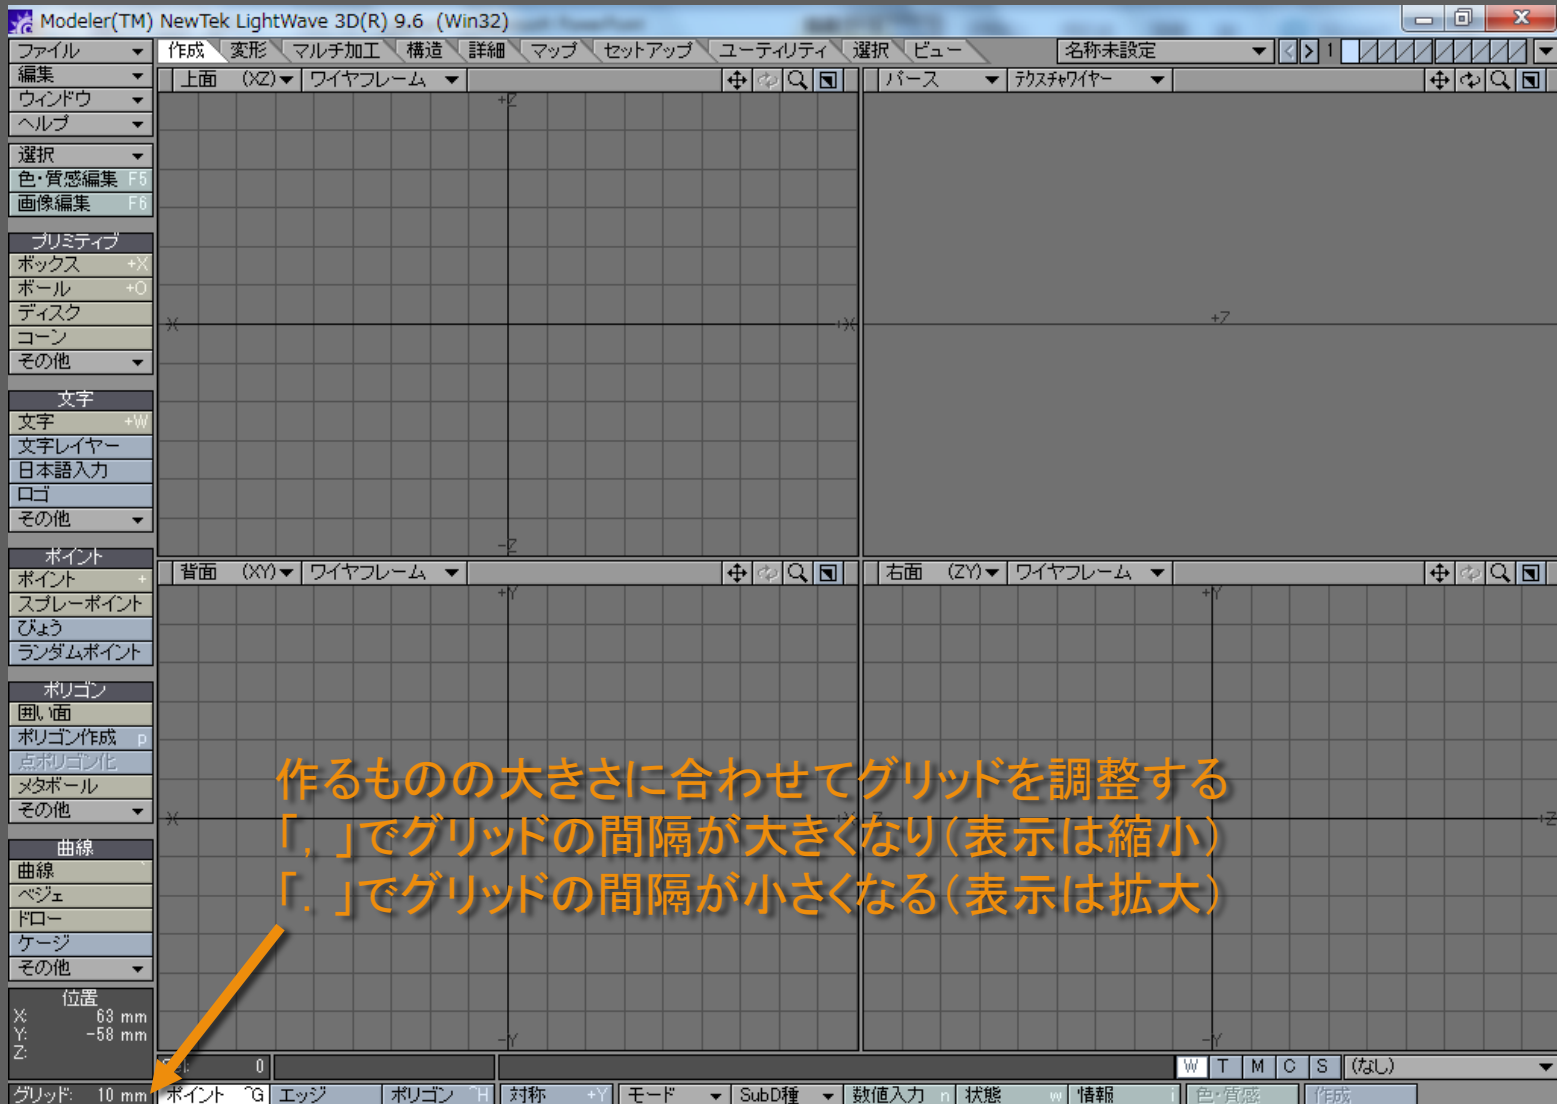 Modeler(TM) NewTek LightWave 3D(R) 9.6 (Win32)
ファイル
作成 変形 マルチ加工 構造 詳細 マップ セットアップ ユーティリティ 選択 ビュー
名称未設定
1
編集
ウィンドウ
ヘルプ
選択
色・質感編集 F5
画像編集 F6
プリミティブ
ボックス +X
ボール +O
ディスク
コーン
その他
文字
文字 +W
文字レイヤー
日本語入力
ロゴ
その他
ポイント
ポイント +
スプレーポイント
びょう
ランダムポイント
ポリゴン
囲い面
ポリゴン作成 p
点ポリゴン化
メタボール
その他
曲線
曲線
ベジェ
ドロー
ケージ
その他
位置
X: 63 mm
Y: -58 mm
Z:
グリッド: 10 mm
上面 (XZ) ワイヤフレーム
+Z
-X
+X
-Z
パース テクスチャワイヤー
+Z
背面 (XY) ワイヤフレーム
+Y
-X
-Y
右面 (ZY) ワイヤフレーム
+Y
+Z
-Y
作るものの大きさに合わせてグリッドを調整する
「, 」でグリッドの間隔が大きくなり(表示は縮小)
「. 」でグリッドの間隔が小さくなる(表示は拡大)
0
W T M C S (なし)
ポイント ^G エッジ ポリゴン ^H 対称 +Y モード SubD種 数値入力 n 状態 w 情報 i 色・質感 作成